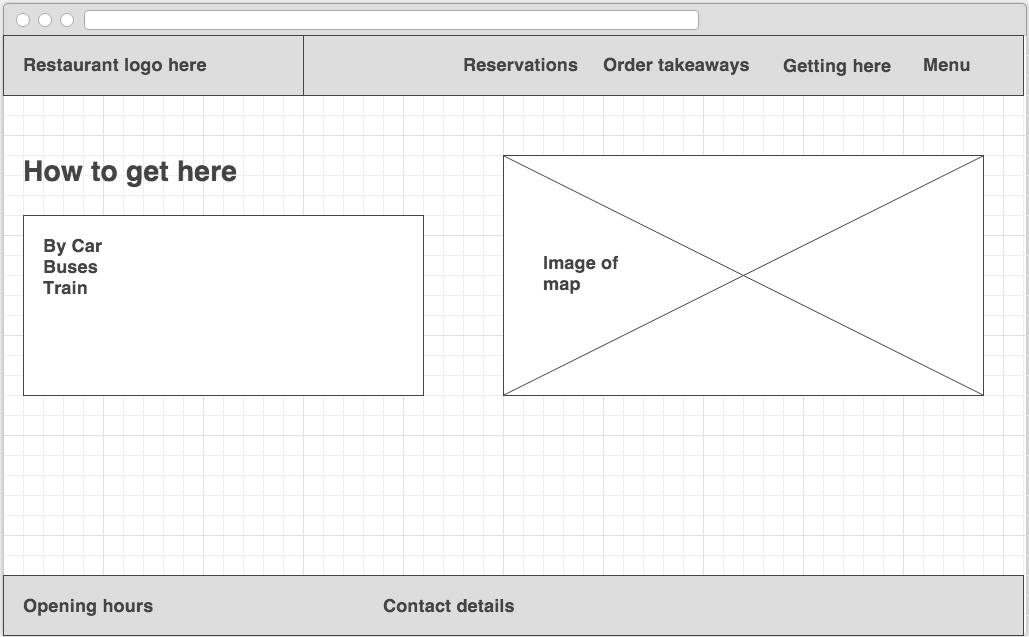 Restaurant logo here
Reservations
Order takeaways
Getting here
Menu
How to get here
By Car
Buses
Train
Image of
map
Opening hours
Contact details